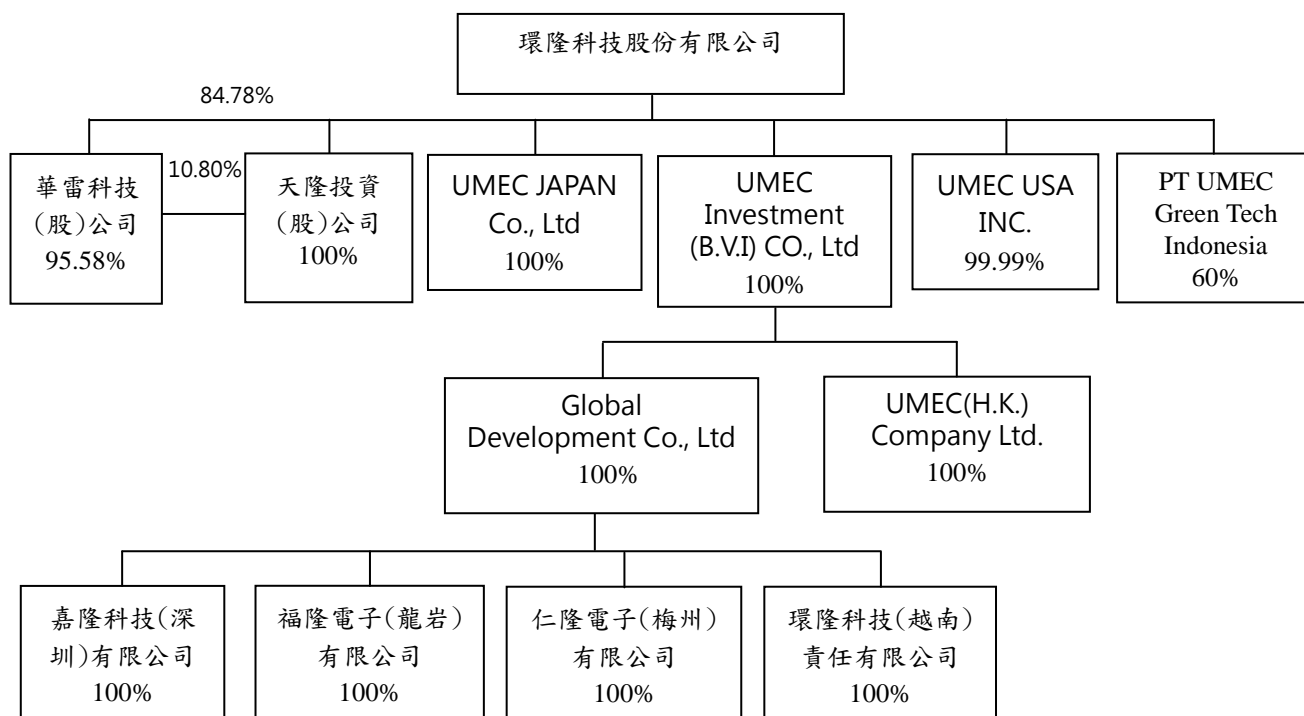 環隆科技股份有限公司
84.78%
華雷科技
(股)公司
95.58%
10.80%
天隆投資
(股)公司
100%
UMEC JAPAN
Co., Ltd
100%
UMEC
Investment
(B.V.I) CO., Ltd
100%
UMEC USA
INC.
99.99%
PT UMEC
Green Tech
Indonesia
60%
Global
Development Co., Ltd
100%
UMEC(H.K.)
Company Ltd.
100%
嘉隆科技(深
圳)有限公司
100%
福隆電子(龍岩)
有限公司
100%
仁隆電子(梅州)
有限公司
100%
環隆科技(越南)
責任有限公司
100%